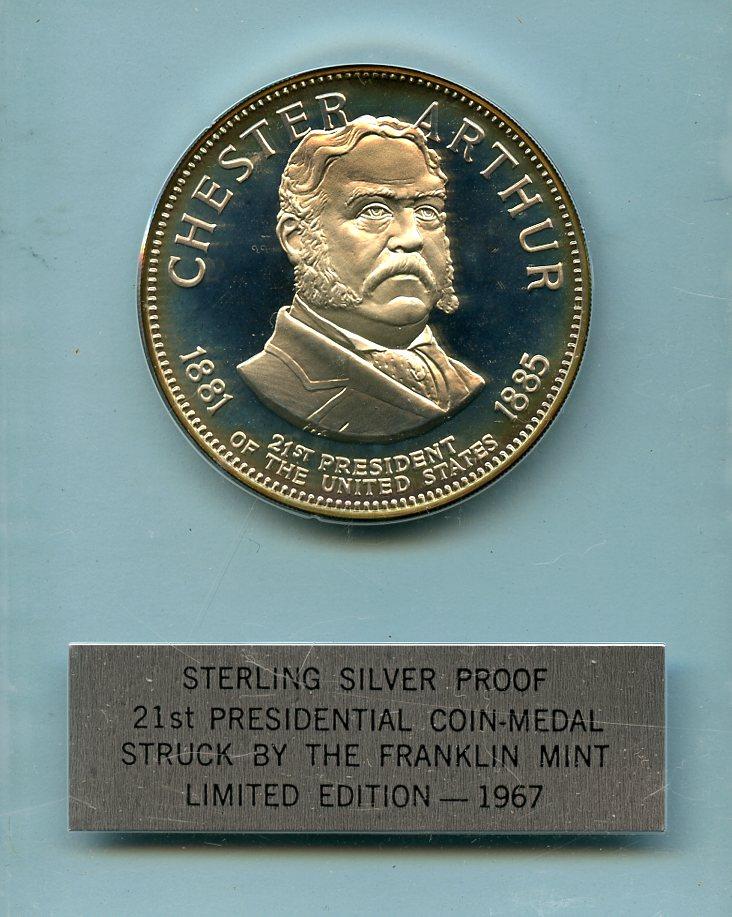 CHESTER ARTHUR
1881 1885
21ST PRESIDENT
OF THE UNITED STATES
STERLING SILVER PROOF
21st PRESIDENTIAL COIN-MEDAL
STRUCK BY THE FRANKLIN MINT
LIMITED EDITION — 1967